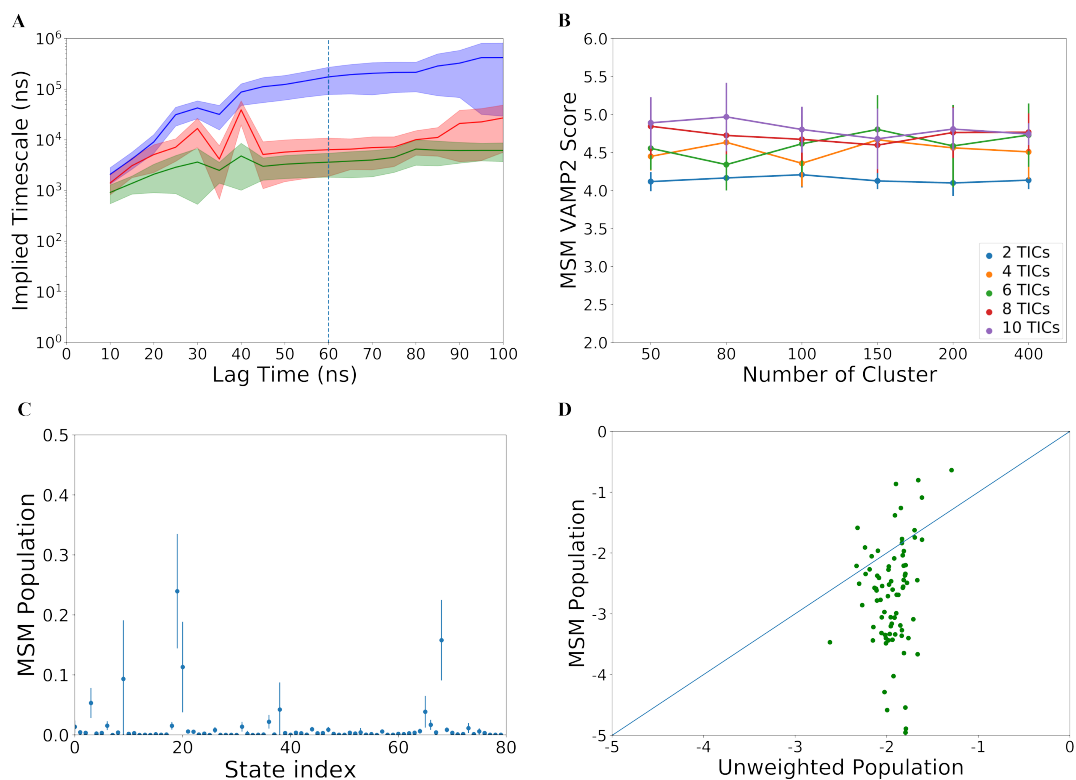 A
Implied Timescale (ns)
10^6
10^5
10^4
10^3
10^2
10^1
10^0
0 10 20 30 40 50 60 70 80 90 100
Lag Time (ns)
B
MSM VAMP2 Score
6.0
5.5
5.0
4.5
4.0
3.5
3.0
2.5
2.0
2 TICs
4 TICs
6 TICs
8 TICs
10 TICs
50 80 100 150 200 400
Number of Cluster
C
MSM Population
0.5
0.4
0.3
0.2
0.1
0.0
0 20 40 60 80
State index
D
MSM Population
0
-1
-2
-3
-4
-5
-5 -4 -3 -2 -1 0
Unweighted Population